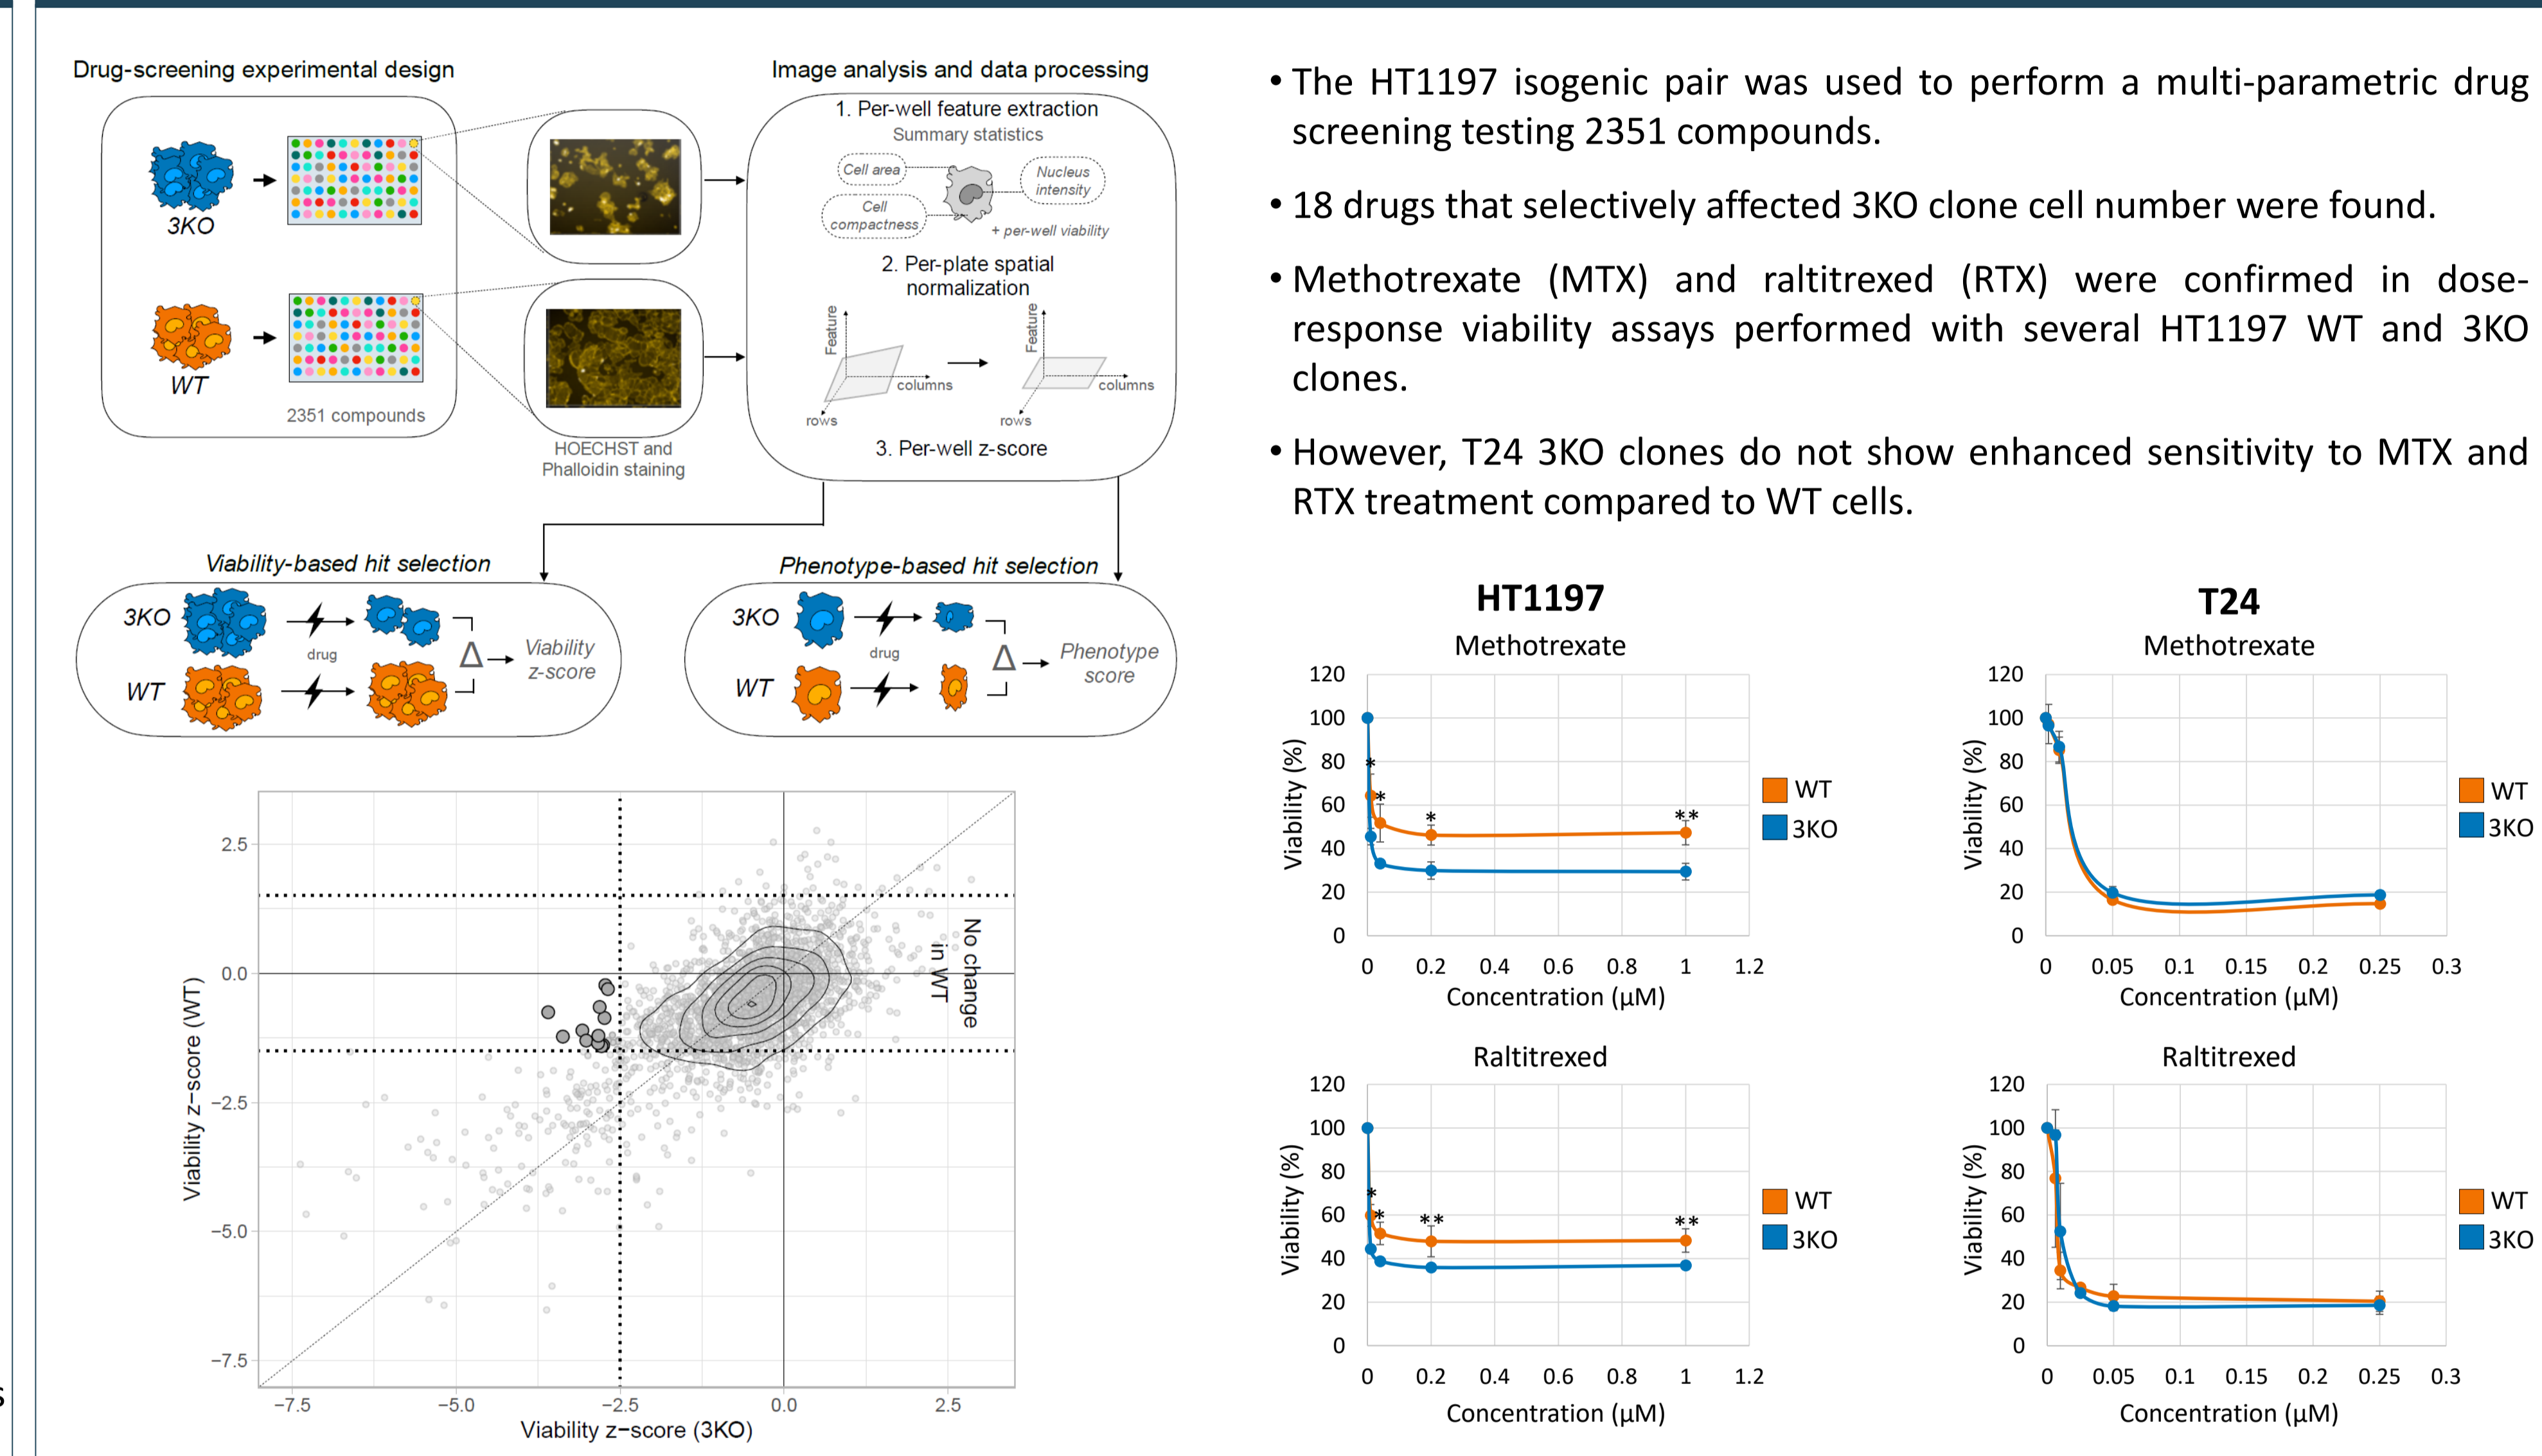 Drug-screening experimental design
3KO
WT
2351 compounds
HOECHST and
Phalloidin staining
Image analysis and data processing
1. Per-well feature extraction
Summary statistics
Cell area
Nucleus
intensity
Cell
compactness
+ per-well viability
2. Per-plate spatial
normalization
Feature
columns
rows
Feature
columns
rows
3. Per-well z-score
Viability-based hit selection
3KO
drug
WT
Δ
Viability
z-score
Phenotype-based hit selection
3KO
drug
WT
Δ
Phenotype
score
2.5
0.0
−2.5
−5.0
−7.5
Viability z−score (WT)
No change
in WT
−7.5 −5.0 −2.5 0.0 2.5
Viability z−score (3KO)
s
• The HT1197 isogenic pair was used to perform a multi-parametric drug
screening testing 2351 compounds.
• 18 drugs that selectively affected 3KO clone cell number were found.
• Methotrexate (MTX) and raltitrexed (RTX) were confirmed in dose-
response viability assays performed with several HT1197 WT and 3KO
clones.
• However, T24 3KO clones do not show enhanced sensitivity to MTX and
RTX treatment compared to WT cells.
HT1197
Methotrexate
120
100
80
60
40
20
0
Viability (%)
*
*
*
**
WT
3KO
0 0.2 0.4 0.6 0.8 1 1.2
Concentration (μM)
T24
Methotrexate
120
100
80
60
40
20
0
Viability (%)
WT
3KO
0 0.05 0.1 0.15 0.2 0.25 0.3
Concentration (μM)
Raltitrexed
120
100
80
60
40
20
0
Viability (%)
*
*
**
**
WT
3KO
0 0.2 0.4 0.6 0.8 1 1.2
Concentration (μM)
Raltitrexed
120
100
80
60
40
20
0
Viability (%)
WT
3KO
0 0.05 0.1 0.15 0.2 0.25 0.3
Concentration (μM)